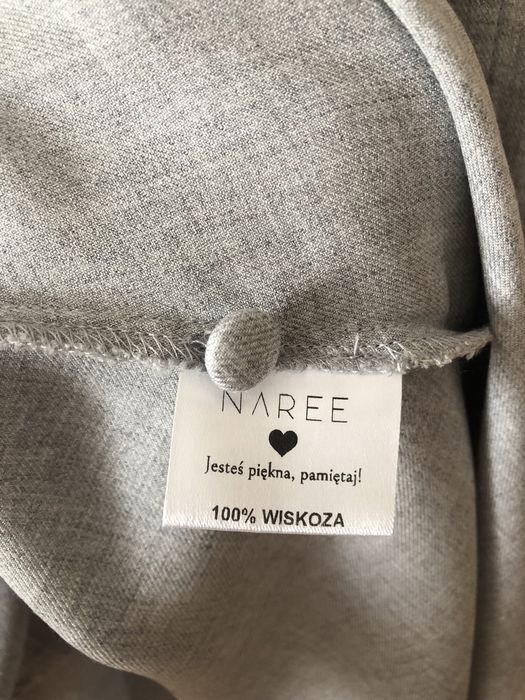 NAREE
Jesteś piękna, pamiętaj!
100% WISKOZA